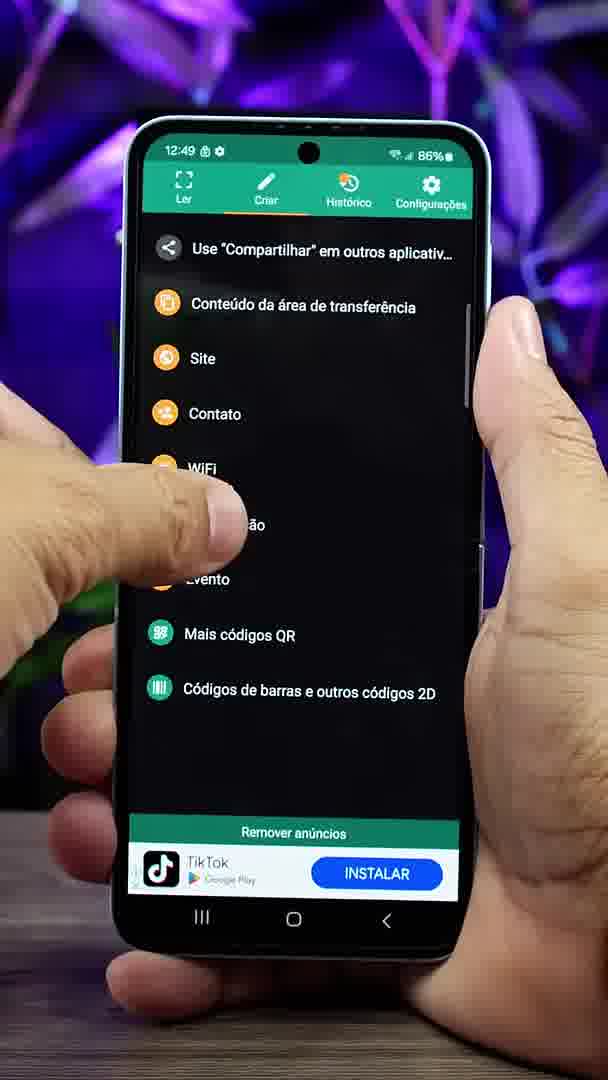 12:49
86%
Ler
Criar
Histórico
Configurações
Use "Compartilhar" em outros aplicativ...
Conteúdo da área de transferência
Site
Contato
WiFi
ão
Evento
Mais códigos QR
Códigos de barras e outros códigos 2D
Remover anúncios
TikTok
Google Play
INSTALAR